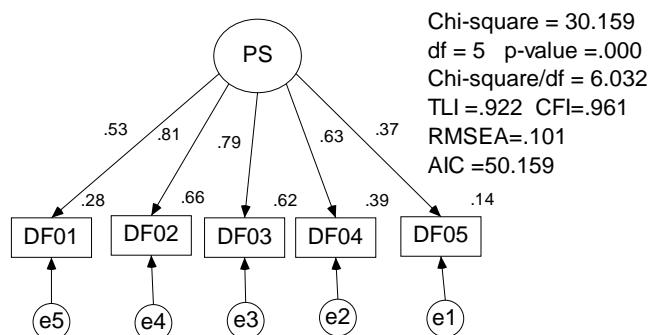 Chi-square = 30.159
df = 5 p-value =.000
Chi-square/df = 6.032
TLI =.922 CFI=.961
RMSEA=.101
AIC =50.159
PS
.53 .81 .79 .63 .37
.28 .66 .62 .39 .14
DF01 DF02 DF03 DF04 DF05
e5 e4 e3 e2 e1